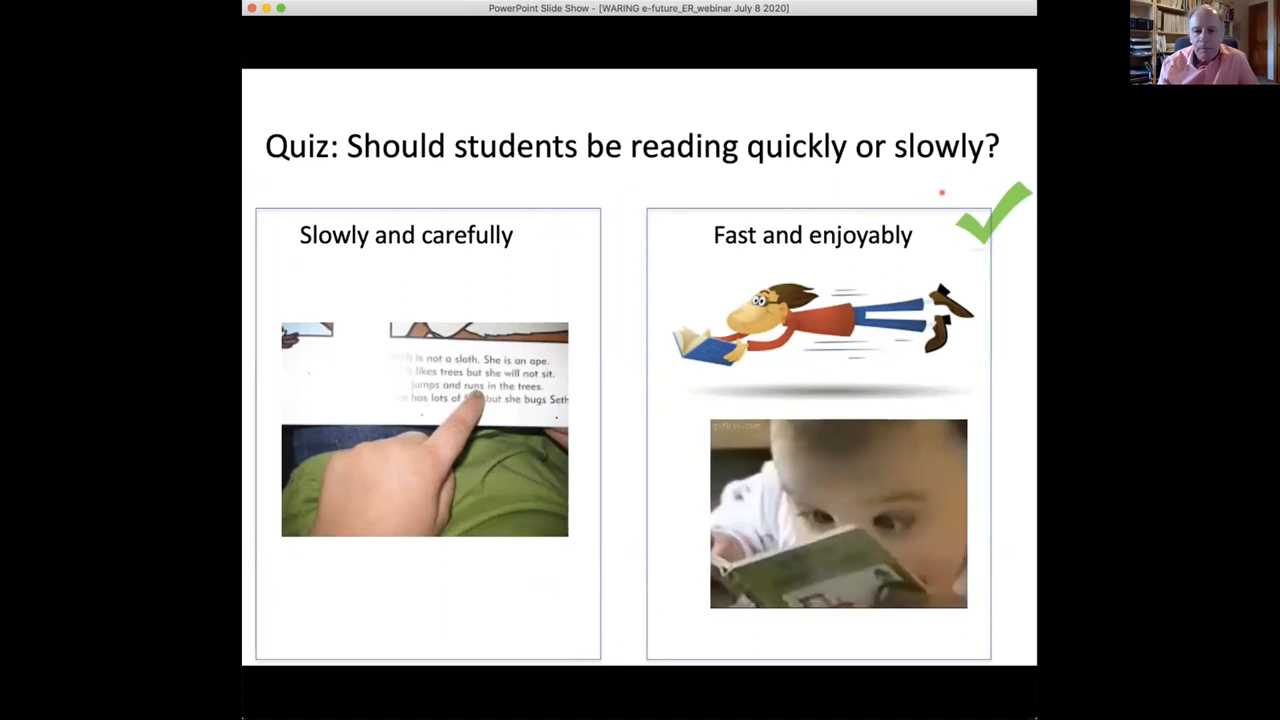 PowerPoint Slide Show - [WARING e-future_ER_webinar July 8 2020]
Quiz: Should students be reading quickly or slowly?
Slowly and carefully
is not a sloth. She is an ape.
likes trees but she will not sit.
jumps and runs in the trees.
has lots of but she bugs Seth
Fast and enjoyably
gifbin.com